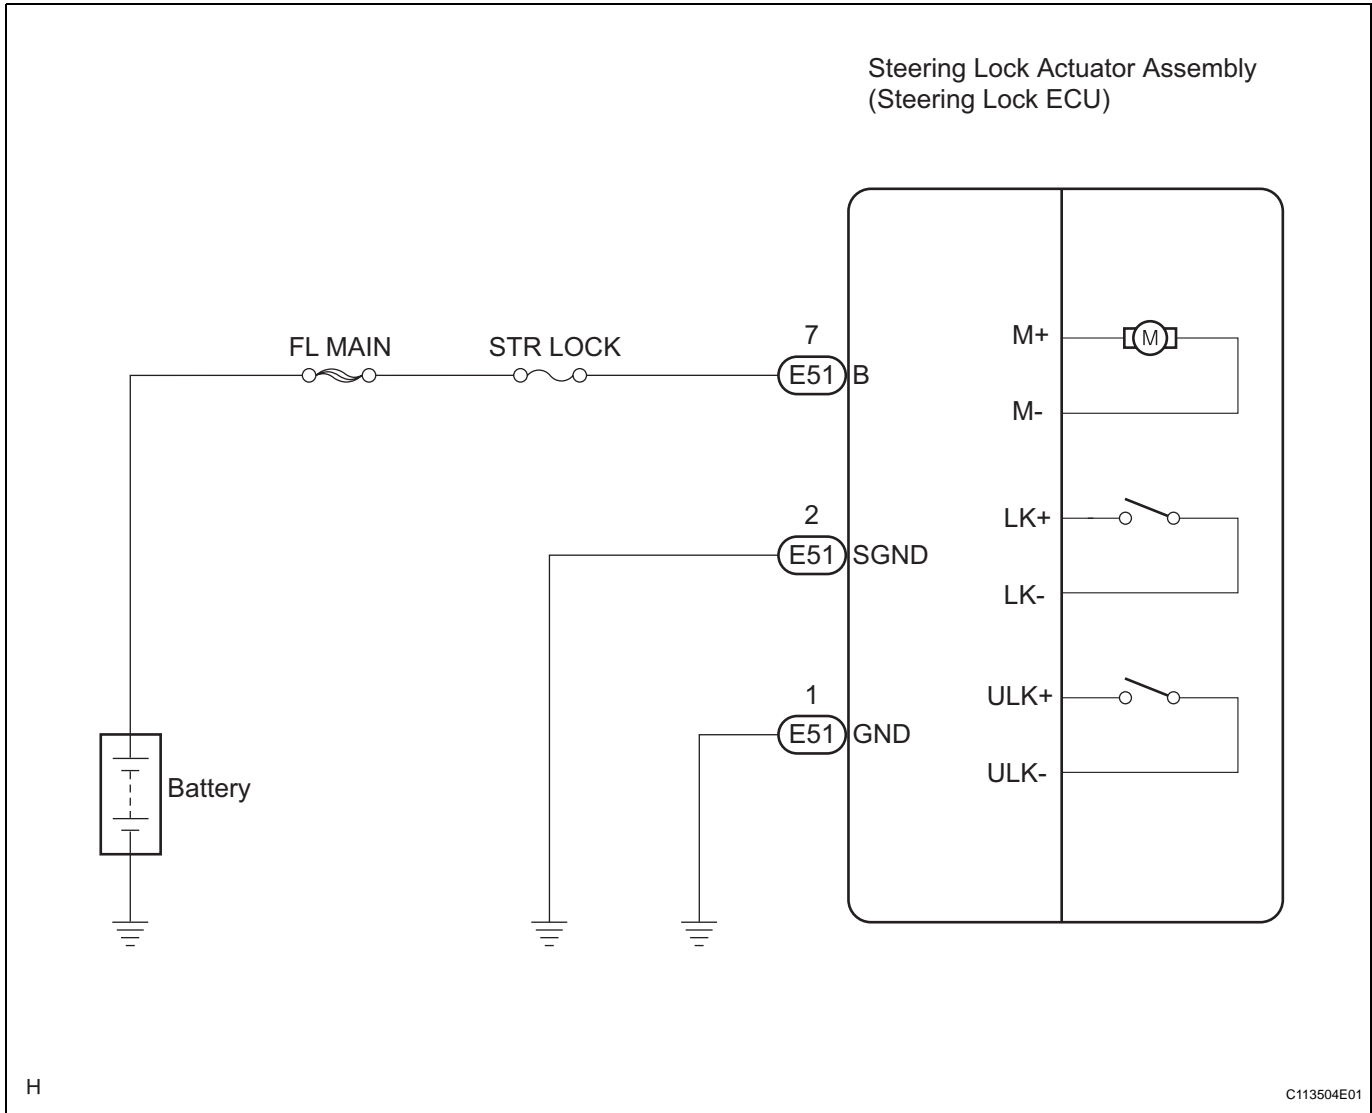 Steering Lock Actuator Assembly
(Steering Lock ECU)
FL MAIN
STR LOCK
7
E51
B
M+
M
M-
2
E51
SGND
LK+
LK-
1
E51
GND
ULK+
ULK-
Battery
H
C113504E01